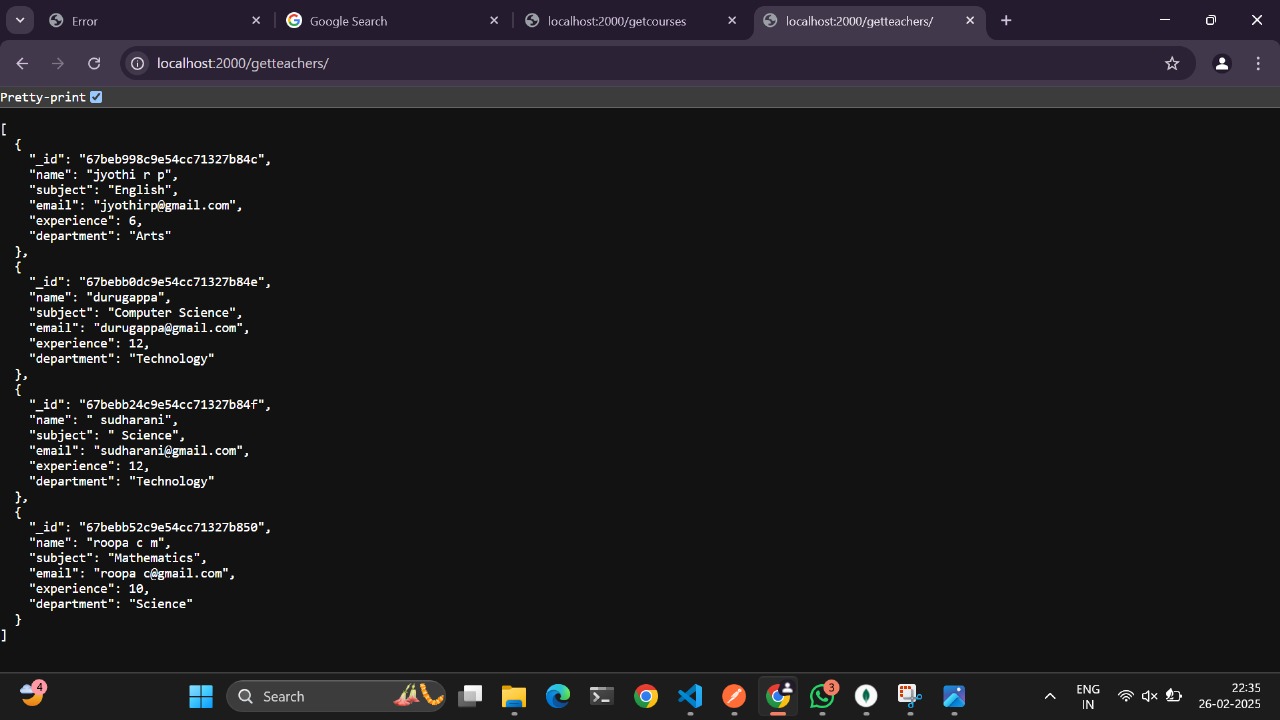 Error
Google Search
localhost:2000/getcourses
localhost:2000/getteachers/
localhost:2000/getteachers/
Pretty-print
[
  {
    "_id": "67beb998c9e54cc71327b84c",
    "name": "jyothi r p",
    "subject": "English",
    "email": "jyothirp@gmail.com",
    "experience": 6,
    "department": "Arts"
  },
  {
    "_id": "67bebb0dc9e54cc71327b84e",
    "name": "durugappa",
    "subject": "Computer Science",
    "email": "durugappa@gmail.com",
    "experience": 12,
    "department": "Technology"
  },
  {
    "_id": "67bebb24c9e54cc71327b84f",
    "name": " sudharani",
    "subject": " Science",
    "email": "sudharani@gmail.com",
    "experience": 12,
    "department": "Technology"
  },
  {
    "_id": "67bebb52c9e54cc71327b850",
    "name": "roopa c m",
    "subject": "Mathematics",
    "email": "roopa c@gmail.com",
    "experience": 10,
    "department": "Science"
  }
]
4
Search
3
ENG
IN
22:35
26-02-2025